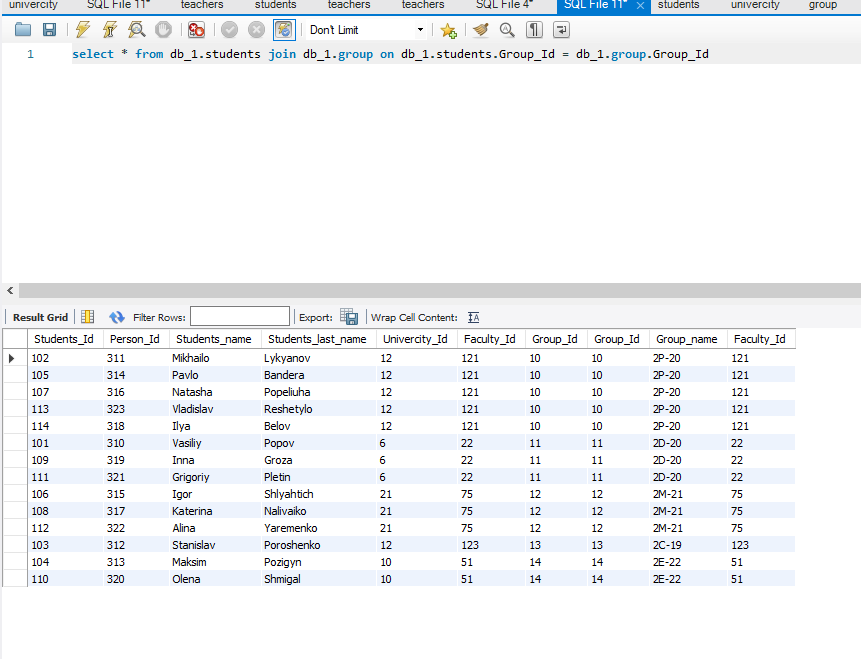 univercity SQL File 11* teachers students teachers teachers SQL File 4* SQL File 11* students univercity group
Don't Limit
1 select * from db_1.students join db_1.group on db_1.students.Group_Id = db_1.group.Group_Id
Result Grid Filter Rows: Export: Wrap Cell Content:
Students_Id Person_Id Students_name Students_last_name Univercity_Id Faculty_Id Group_Id Group_Id Group_name Faculty_Id
102 311 Mikhailo Lykyanov 12 121 10 10 2P-20 121
105 314 Pavlo Bandera 12 121 10 10 2P-20 121
107 316 Natasha Popeliuha 12 121 10 10 2P-20 121
113 323 Vladislav Reshetylo 12 121 10 10 2P-20 121
114 318 Ilya Belov 12 121 10 10 2P-20 121
101 310 Vasiliy Popov 6 22 11 11 2D-20 22
109 319 Inna Groza 6 22 11 11 2D-20 22
111 321 Grigoriy Pletin 6 22 11 11 2D-20 22
106 315 Igor Shlyahtich 21 75 12 12 2M-21 75
108 317 Katerina Nalivaiko 21 75 12 12 2M-21 75
112 322 Alina Yaremenko 21 75 12 12 2M-21 75
103 312 Stanislav Poroshenko 12 123 13 13 2C-19 123
104 313 Maksim Pozigyn 10 51 14 14 2E-22 51
110 320 Olena Shmigal 10 51 14 14 2E-22 51